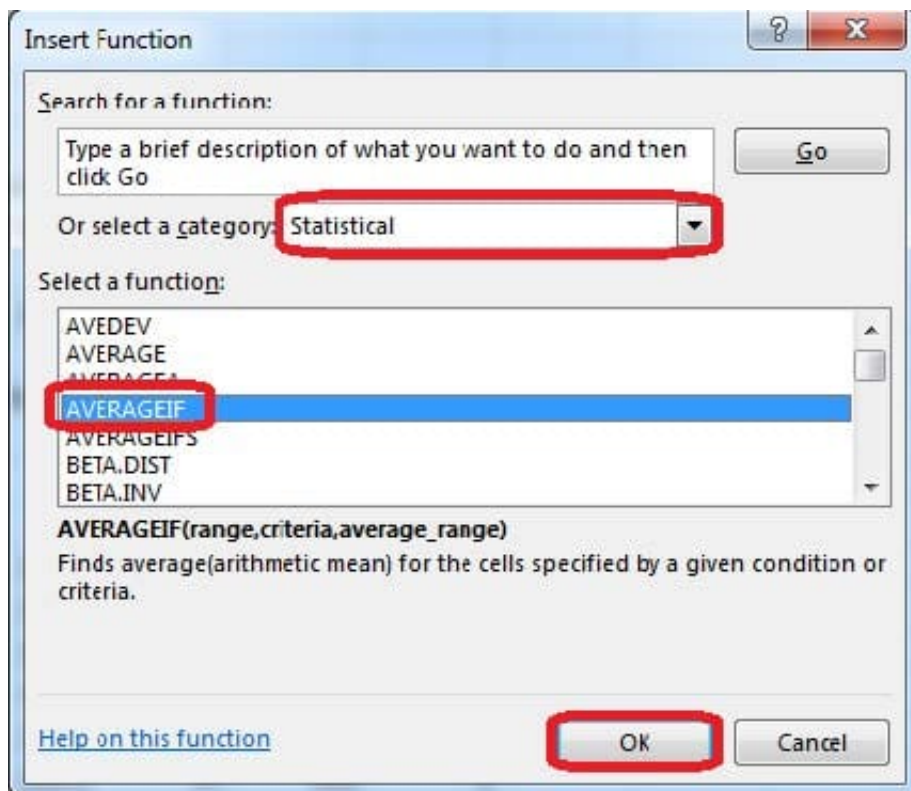 Insert Function
Search for a function:
Type a brief description of what you want to do and then
click Go
Go
Or select a category: Statistical
Select a function:
AVEDEV
AVERAGE
AVERAGEA
AVERAGEIF
AVERAGEIFS
BETA.DIST
BETA.INV
AVERAGEIF(range,criteria,average_range)
Finds average(arithmetic mean) for the cells specified by a given condition or
criteria.
Help on this function
OK
Cancel